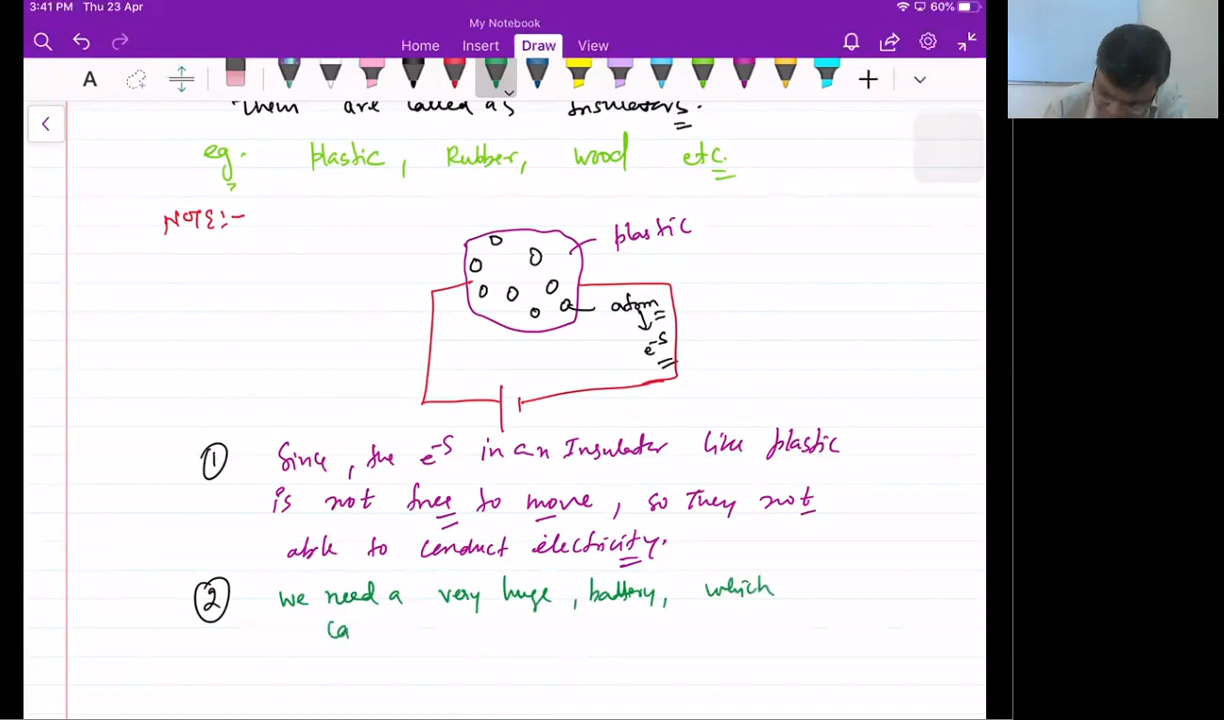 3:41 PM Thu 23 Apr
60%
My Notebook
Home Insert Draw View
A
them are called as Insulators.
eg. plastic, Rubber, wood etc.
NOTE:-
plastic
atom
e⁻s
① Since, the e⁻s in an Insulator like plastic
is not free to move, so They not
able to conduct electricity.
② we need a very huge, battery, which
ca